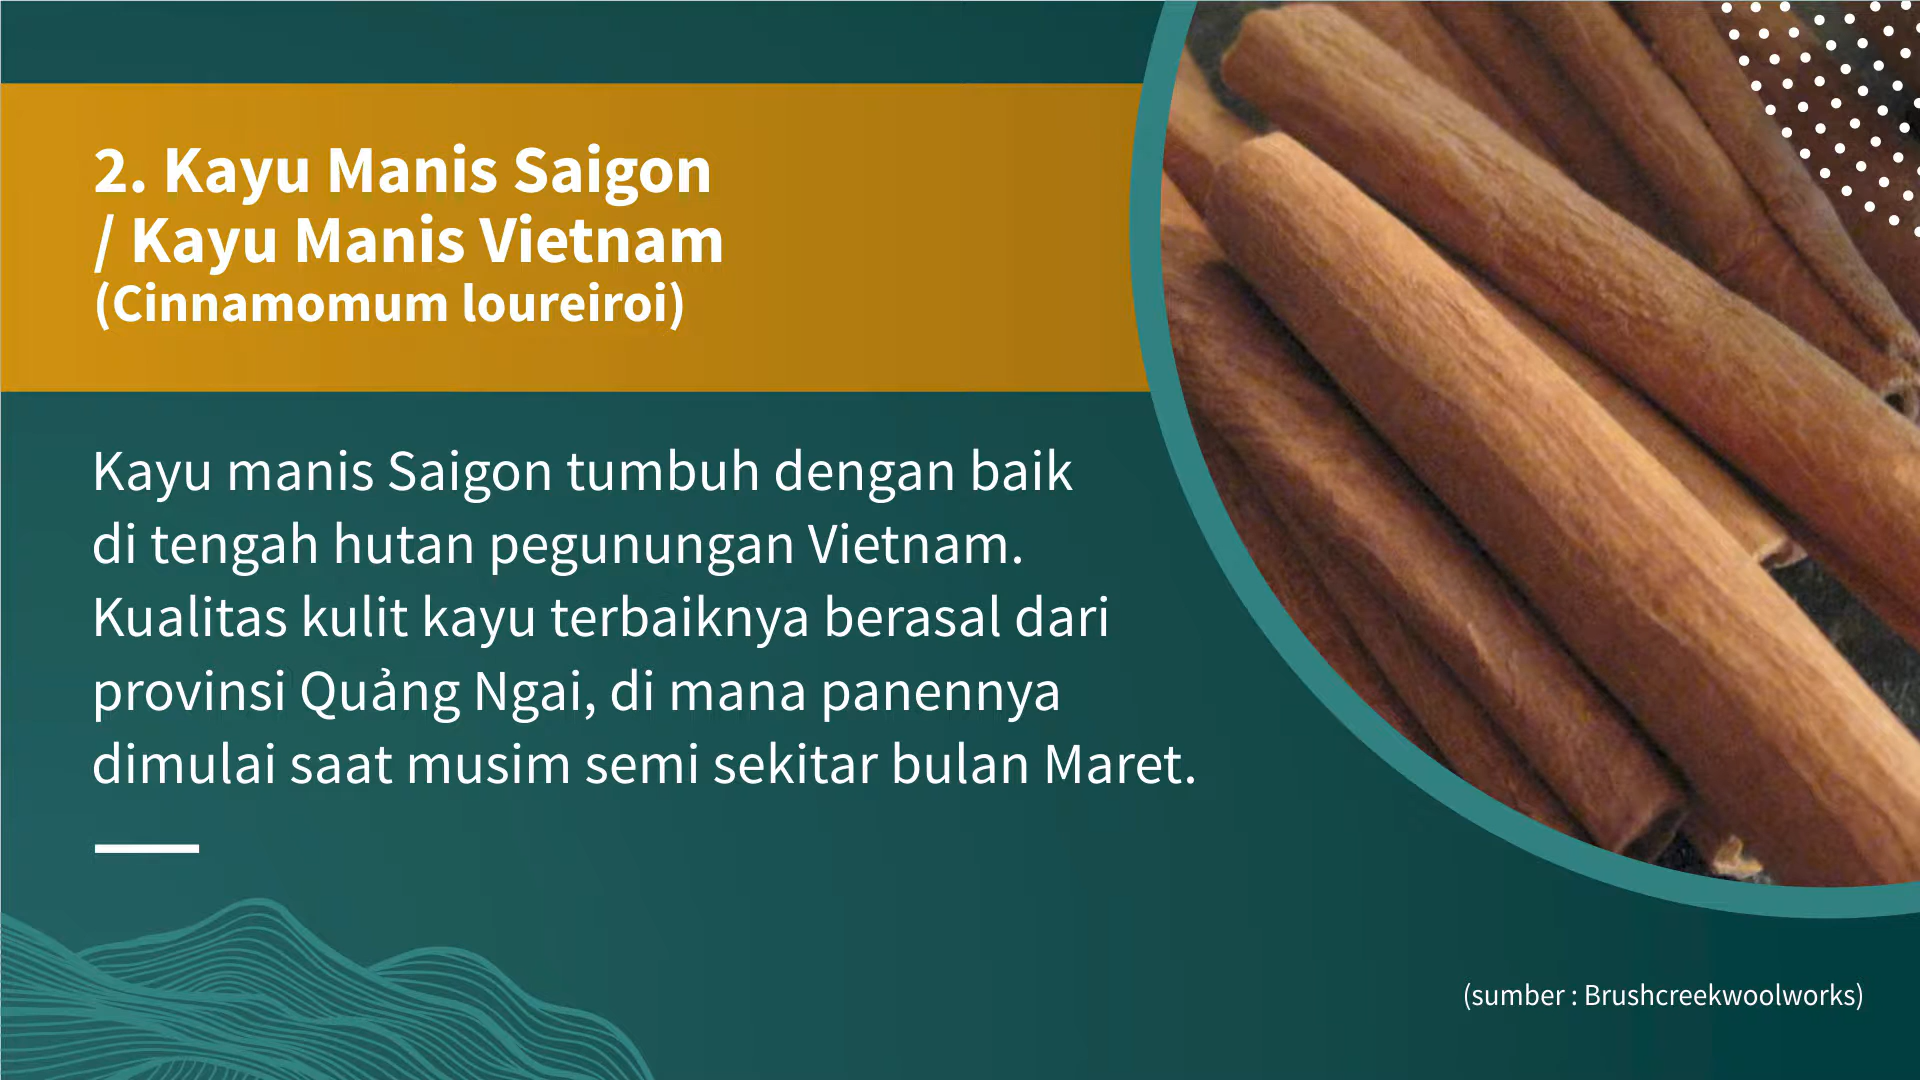 2. Kayu Manis Saigon
/ Kayu Manis Vietnam
(Cinnamomum loureiroi)
Kayu manis Saigon tumbuh dengan baik
di tengah hutan pegunungan Vietnam.
Kualitas kulit kayu terbaiknya berasal dari
provinsi Quảng Ngai, di mana panennya
dimulai saat musim semi sekitar bulan Maret.
(sumber : Brushcreekwoolworks)